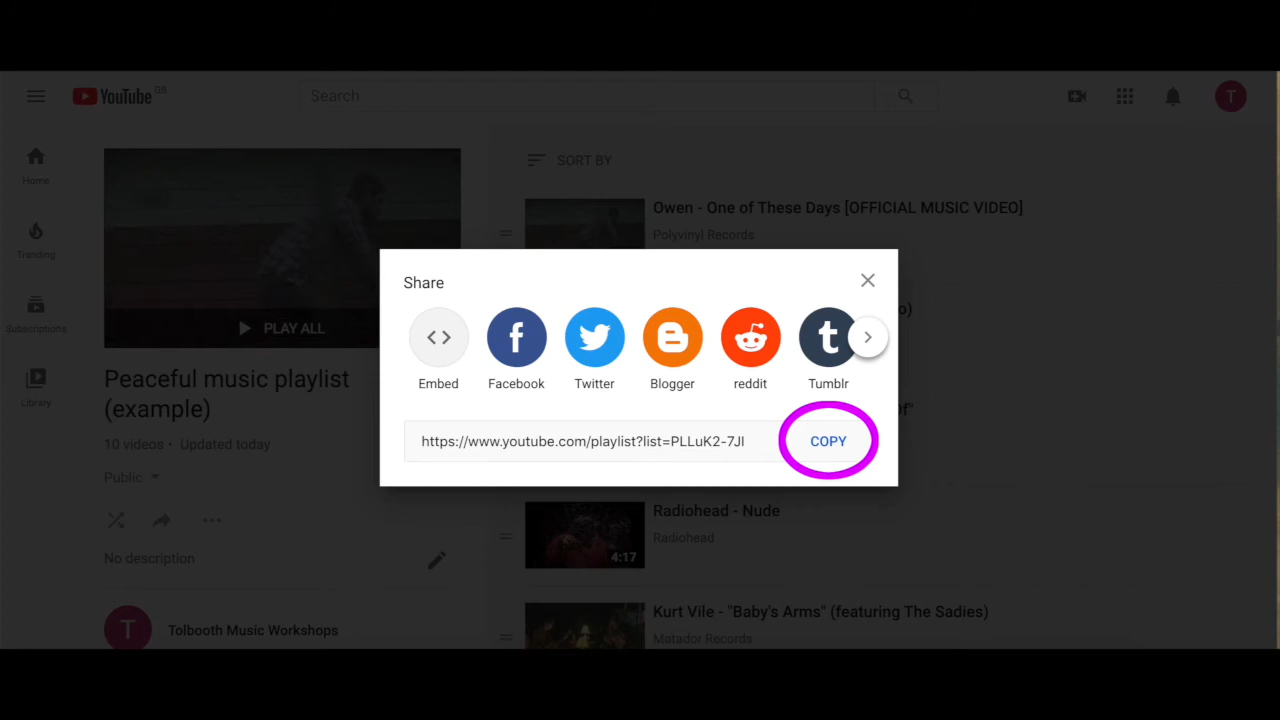 YouTube GB
Search
T
Home
Trending
Subscriptions
Library
PLAY ALL
Peaceful music playlist
(example)
10 videos • Updated today
Public
No description
T
Tolbooth Music Workshops
SORT BY
Owen - One of These Days [OFFICIAL MUSIC VIDEO]
Polyvinyl Records
o)
Of"
Radiohead - Nude
Radiohead
4:17
Kurt Vile - "Baby's Arms" (featuring The Sadies)
Matador Records
Share
Embed
Facebook
Twitter
Blogger
reddit
Tumblr
https://www.youtube.com/playlist?list=PLLuK2-7JI
COPY